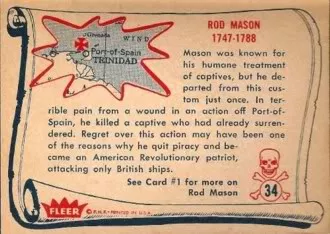 J/Grenada
WIND
Port-of-Spain
TRINIDAD
ROD MASON
1747-1788
Mason was known for
his humane treatment
of captives, but he de-
parted from this
custom just once. In ter-
rible pain from a wound in an action off Port-of-
Spain, he killed a captive who had already surren-
dered. Regret over this action may have been one
of the reasons why he quit piracy and be-
came an American Revolutionary patriot,
attacking only British ships.
See Card #1 for more on
Rod Mason
34
FLEER
PRINTED IN U.S.A.